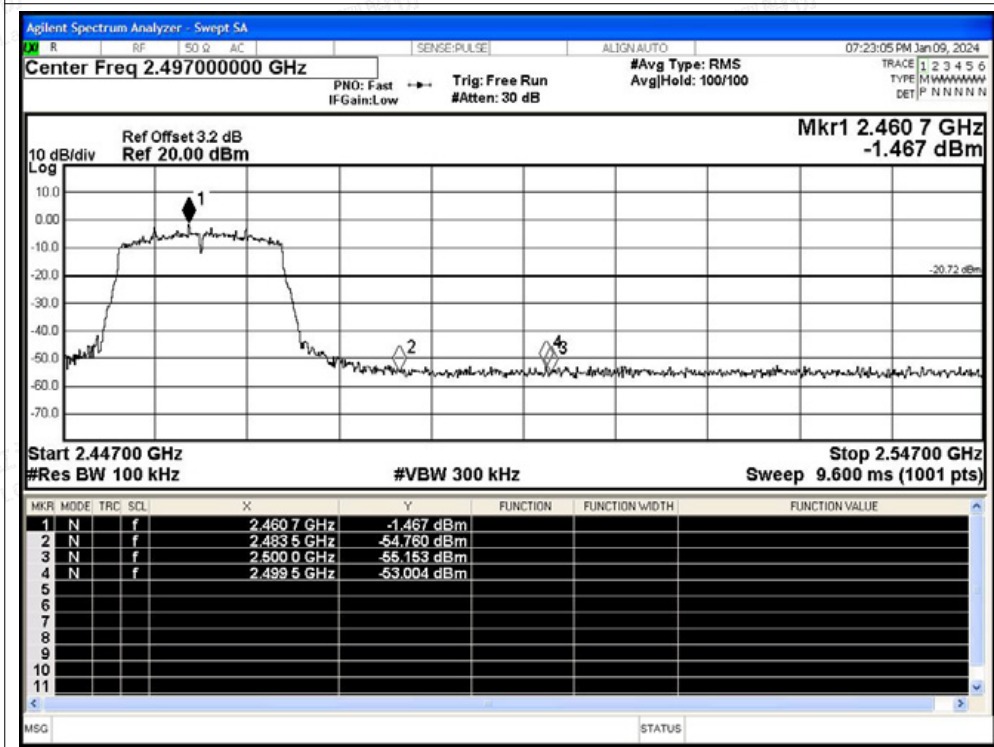 Agilent Spectrum Analyzer - Swept SA
LXI R RF 50 Ω AC SENSE:PULSE ALIGN AUTO 07:23:05 PM Jan 09, 2024
Center Freq 2.497000000 GHz
#Avg Type: RMS
TRACE 1 2 3 4 5 6
PNO: Fast Trig: Free Run Avg|Hold: 100/100
TYPE M WWWWW
IFGain:Low #Atten: 30 dB
DET P N N N N N
Mkr1 2.460 7 GHz
Ref Offset 3.2 dB
-1.467 dBm
10 dB/div Ref 20.00 dBm
Log
10.0
1
0.00
-10.0
-20.0
-20.72 dBm
-30.0
-40.0
2
4
3
-50.0
-60.0
-70.0
Start 2.44700 GHz Stop 2.54700 GHz
#Res BW 100 kHz #VBW 300 kHz Sweep 9.600 ms (1001 pts)
MKR MODE TRC SCL X Y FUNCTION FUNCTION WIDTH FUNCTION VALUE
1 N f 2.460 7 GHz -1.467 dBm
2 N f 2.483 5 GHz -54.760 dBm
3 N f 2.500 0 GHz -55.153 dBm
4 N f 2.499 5 GHz -53.004 dBm
5
6
7
8
9
10
11
MSG STATUS